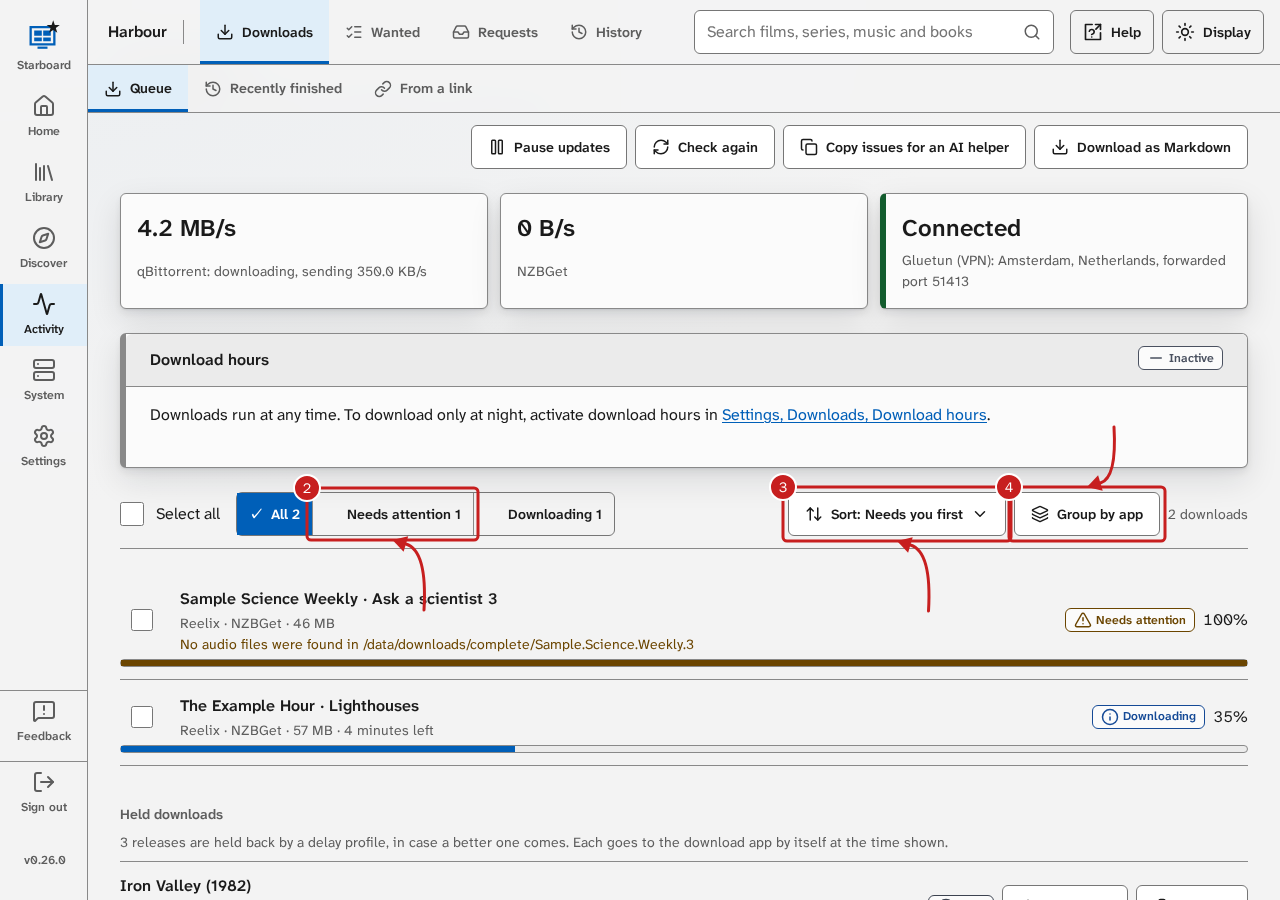 Starboard
Home
Library
Discover
Activity
System
Settings
Feedback
Sign out
v0.26.0
Harbour
Downloads
Wanted
Requests
History
Search films, series, music and books
Help
Display
Queue
Recently finished
From a link
Pause updates
Check again
Copy issues for an AI helper
Download as Markdown
4.2 MB/s
qBittorrent: downloading, sending 350.0 KB/s
0 B/s
NZBGet
Connected
Gluetun (VPN): Amsterdam, Netherlands, forwarded
port 51413
Download hours
Inactive
Downloads run at any time. To download only at night, activate download hours in Settings, Downloads, Download hours.
2
3
4
Select all
✓ All 2
Needs attention 1
Downloading 1
Sort: Needs you first
Group by app
2 downloads
Sample Science Weekly · Ask a scientist 3
Reelix · NZBGet · 46 MB
No audio files were found in /data/downloads/complete/Sample.Science.Weekly.3
Needs attention
100%
The Example Hour · Lighthouses
Reelix · NZBGet · 57 MB · 4 minutes left
Downloading
35%
Held downloads
3 releases are held back by a delay profile, in case a better one comes. Each goes to the download app by itself at the time shown.
Iron Valley (1982)